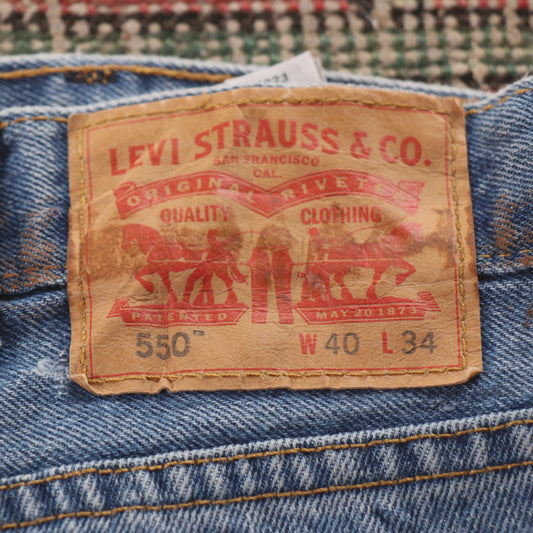 LEVI STRAUSS & CO.
SAN FRANCISCO
CAL.
ORIGINAL RIVETED
QUALITY CLOTHING
PATENTED MAY 20 1873
550™ W 40 L 34